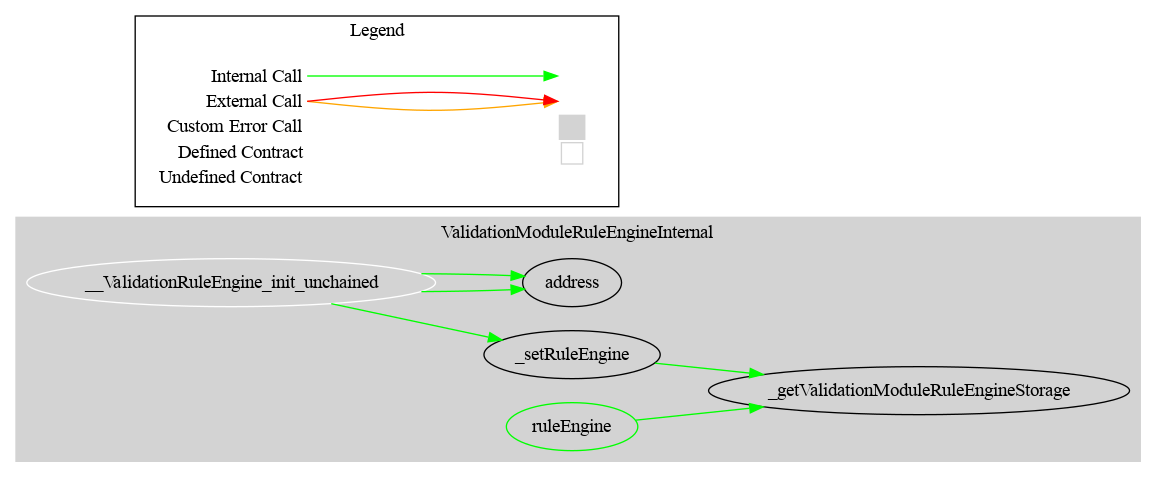 Legend
Internal Call
External Call
Custom Error Call
Defined Contract
Undefined Contract
ValidationModuleRuleEngineInternal
__ValidationRuleEngine_init_unchained
address
_setRuleEngine
_getValidationModuleRuleEngineStorage
ruleEngine